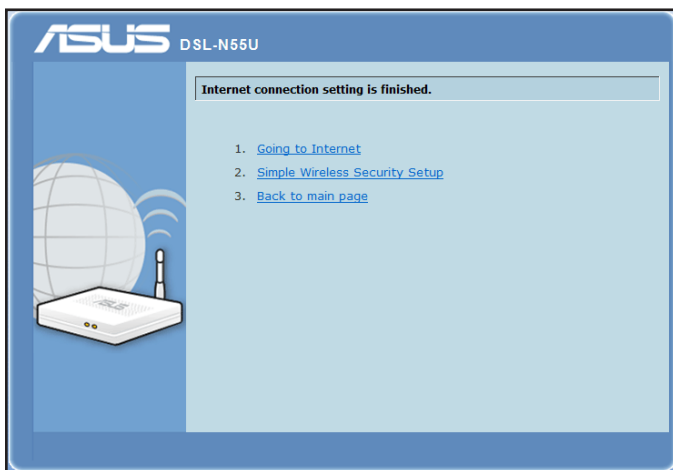 ASUS DSL-N55U
Internet connection setting is finished.
1. Going to Internet
2. Simple Wireless Security Setup
3. Back to main page
ASUS